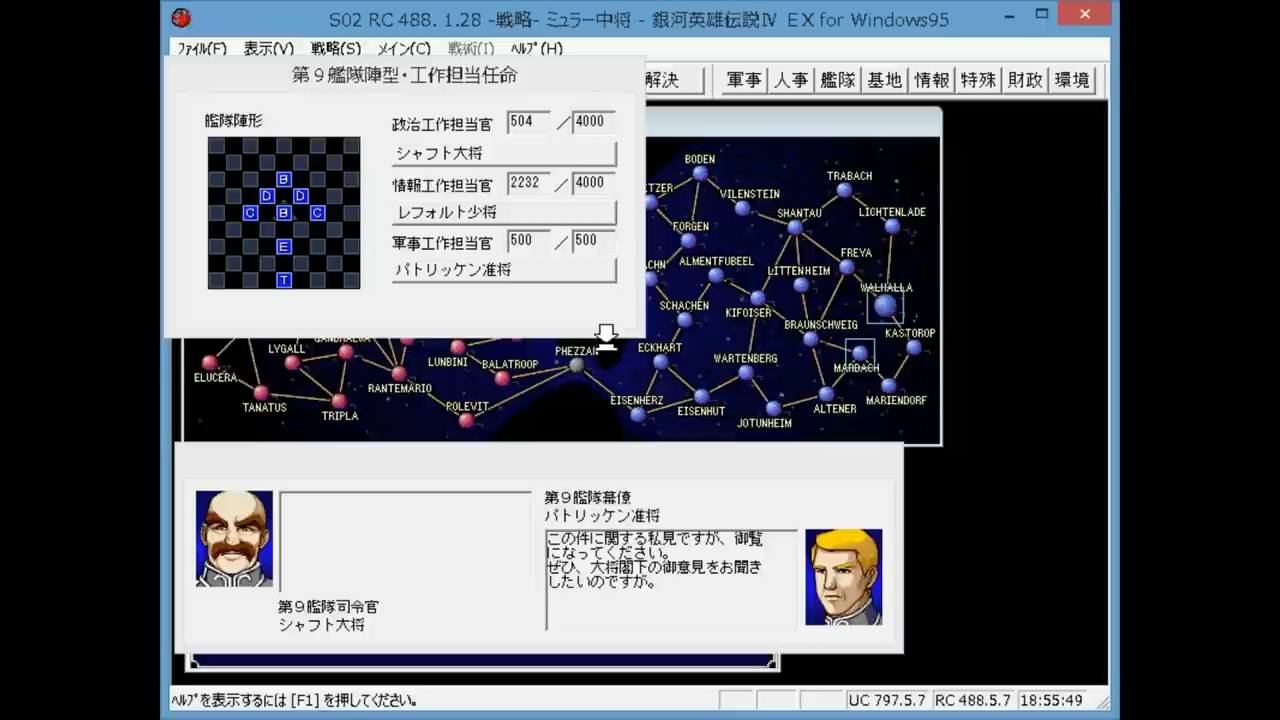 S02 RC 488. 1.28 -戦略- ミュラー中将 - 銀河英雄伝説Ⅳ EX for Windows95
ﾌｧｲﾙ(F) 表示(V) 戦略(S) メイン(C) 戦術(I) ﾍﾙﾌﾟ(H)
解決 軍事 人事 艦隊 基地 情報 特殊 財政 環境
第９艦隊陣型・工作担当任命
艦隊陣形
B
D D
C B C
E
T
政治工作担当官 504 ／ 4000
シャフト大将
情報工作担当官 2232 ／ 4000
レフォルト少将
軍事工作担当官 500 ／ 500
パトリッケン准将
BODEN
TRABACH
VILENSTEIN
SHANTAU
LICHTENLADE
FORGEN
FREYA
ALMENTFUBEEL
LITTENHEIM
WALHALLA
SCHACHEN
KIFOISER
BRAUNSCHWEIG
KASTOROP
LYGALL
LUNBINI
BALATROOP
PHEZZAN
ECKHART
WARTENBERG
MARBACH
ELUCERA
RANTEMARIO
TANATUS
TRIPLA
POLEVIT
EISENHERZ
EISENHUT
JOTUNHEIM
ALTENER
MARIENDORF
第９艦隊幕僚
パトリッケン准将
この件に関する私見ですが、御覧
になってください。
ぜひ、大将閣下の御意見をお聞き
したいのですが。
第９艦隊司令官
シャフト大将
ﾍﾙﾌﾟを表示するには [F1] を押してください。
UC 797.5.7 RC 488.5.7 18:55:49